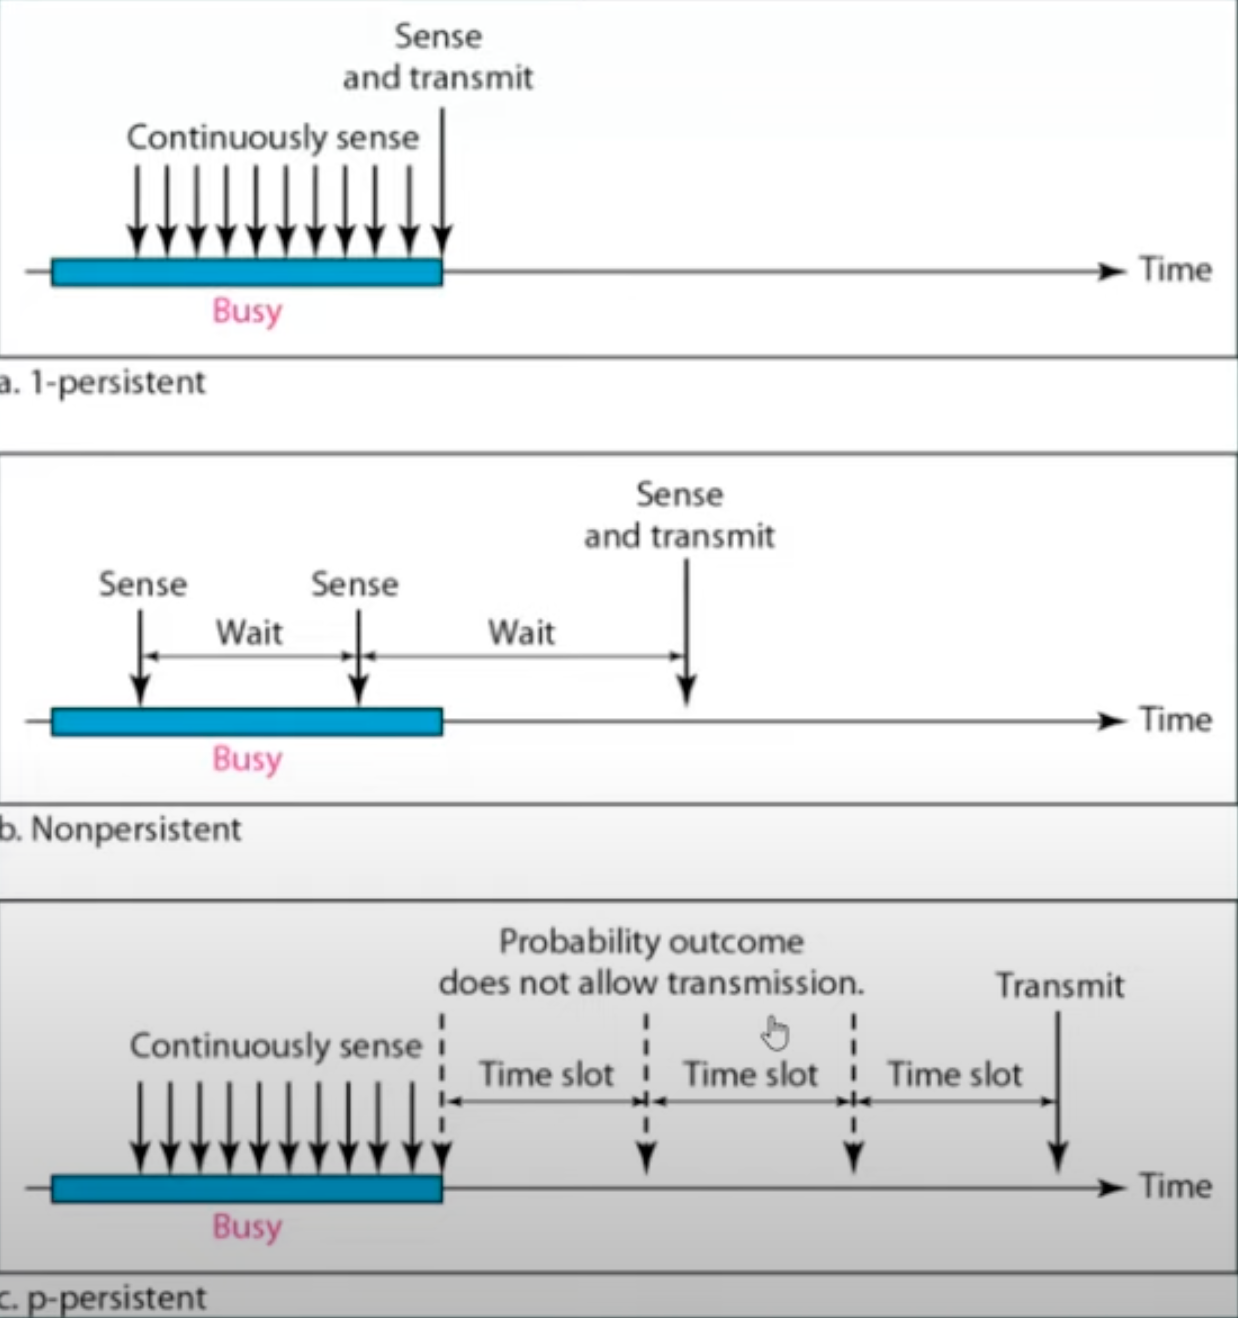 Sense
and transmit
Continuously sense
Time
Busy
a. 1-persistent
Sense
and transmit
Sense
Sense
Wait
Wait
Time
Busy
b. Nonpersistent
Probability outcome
does not allow transmission.
Transmit
Continuously sense
Time slot
Time slot
Time slot
Time
Busy
c. p-persistent